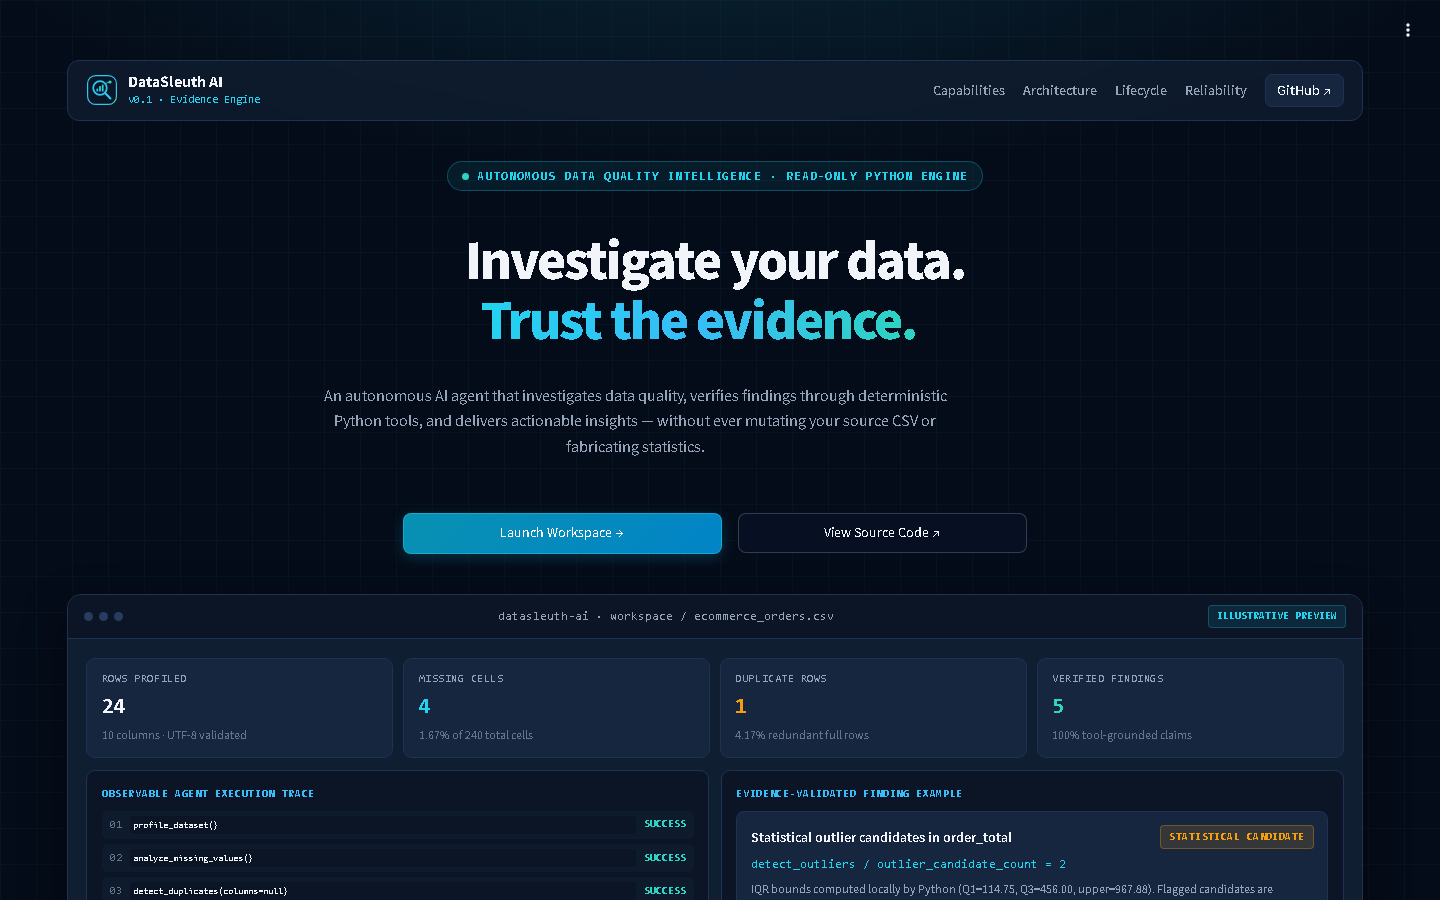 DataSleuth AI
v0.1 · Evidence Engine
Capabilities
Architecture
Lifecycle
Reliability
GitHub ↗
AUTONOMOUS DATA QUALITY INTELLIGENCE · READ-ONLY PYTHON ENGINE
Investigate your data.
Trust the evidence.
An autonomous AI agent that investigates data quality, verifies findings through deterministic
Python tools, and delivers actionable insights — without ever mutating your source CSV or
fabricating statistics.
Launch Workspace →
View Source Code ↗
datasleuth-ai · workspace / ecommerce_orders.csv
ILLUSTRATIVE PREVIEW
ROWS PROFILED
24
10 columns · UTF-8 validated
MISSING CELLS
4
1.67% of 240 total cells
DUPLICATE ROWS
1
4.17% redundant full rows
VERIFIED FINDINGS
5
100% tool-grounded claims
OBSERVABLE AGENT EXECUTION TRACE
01 profile_dataset() SUCCESS
02 analyze_missing_values() SUCCESS
03 detect_duplicates(columns=null) SUCCESS
EVIDENCE-VALIDATED FINDING EXAMPLE
Statistical outlier candidates in order_total
STATISTICAL CANDIDATE
detect_outliers / outlier_candidate_count = 2
IQR bounds computed locally by Python (Q1=114.75, Q3=456.00, upper=967.88). Flagged candidates are